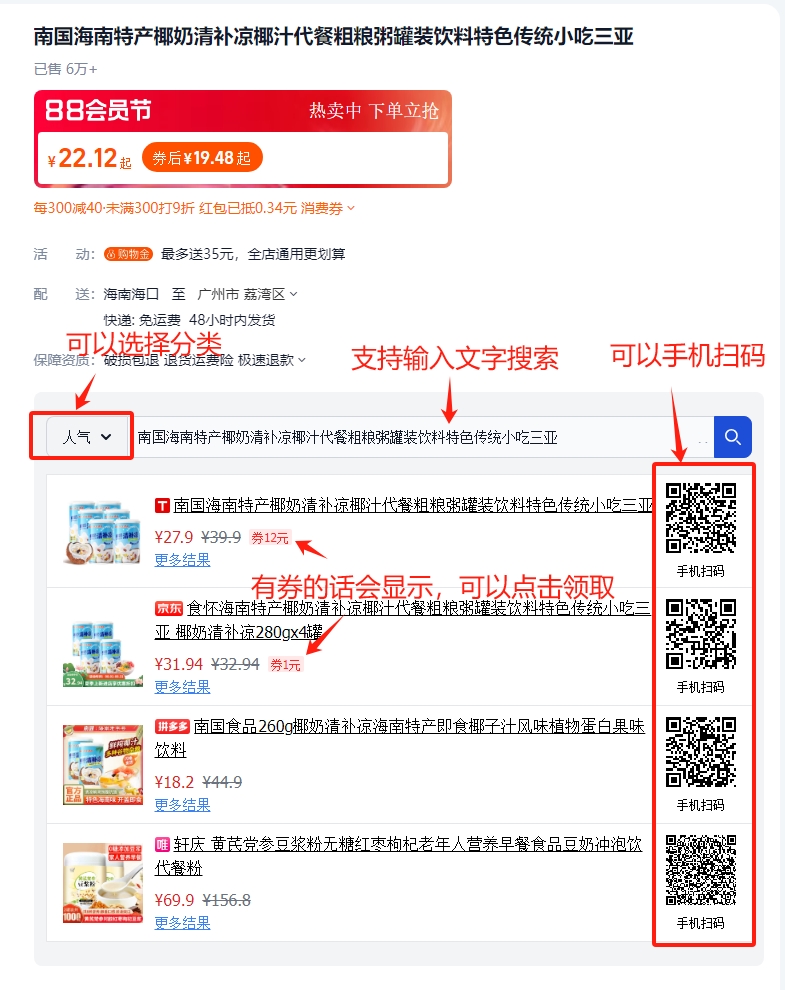 南国海南特产椰奶清补凉椰汁代餐粗粮粥罐装饮料特色传统小吃三亚
已售 6万+
88会员节
热卖中 下单立抢
¥22.12起 券后¥19.48起
每300减40·未满300打9折 红包已抵0.34元 消费券
活 动: 购物金 最多送35元，全店通用更划算
配 送: 海南海口 至 广州市 荔湾区
快递: 免运费 48小时内发货
可以选择分类
保障资质: 破损包退 退货运费险 极速退款
支持输入文字搜索
可以手机扫码
人气
南国海南特产椰奶清补凉椰汁代餐粗粮粥罐装饮料特色传统小吃三亚
T 南国海南特产椰奶清补凉椰汁代餐粗粮粥罐装饮料特色传统小吃三亚
¥27.9 ¥39.9 券12元
更多结果
手机扫码
有券的话会显示，可以点击领取
京东 食怀海南特产椰奶清补凉椰汁代餐粗粮粥罐装饮料特色传统小吃三
亚 椰奶清补凉280gx4罐
¥31.94 ¥32.94 券1元
更多结果
手机扫码
拼多多 南国食品260g椰奶清补凉海南特产即食椰子汁风味植物蛋白果味
饮料
¥18.2 ¥44.9
更多结果
手机扫码
唯 轩庆 黄芪党参豆浆粉无糖红枣枸杞老年人营养早餐食品豆奶冲泡饮
代餐粉
¥69.9 ¥156.8
更多结果
手机扫码